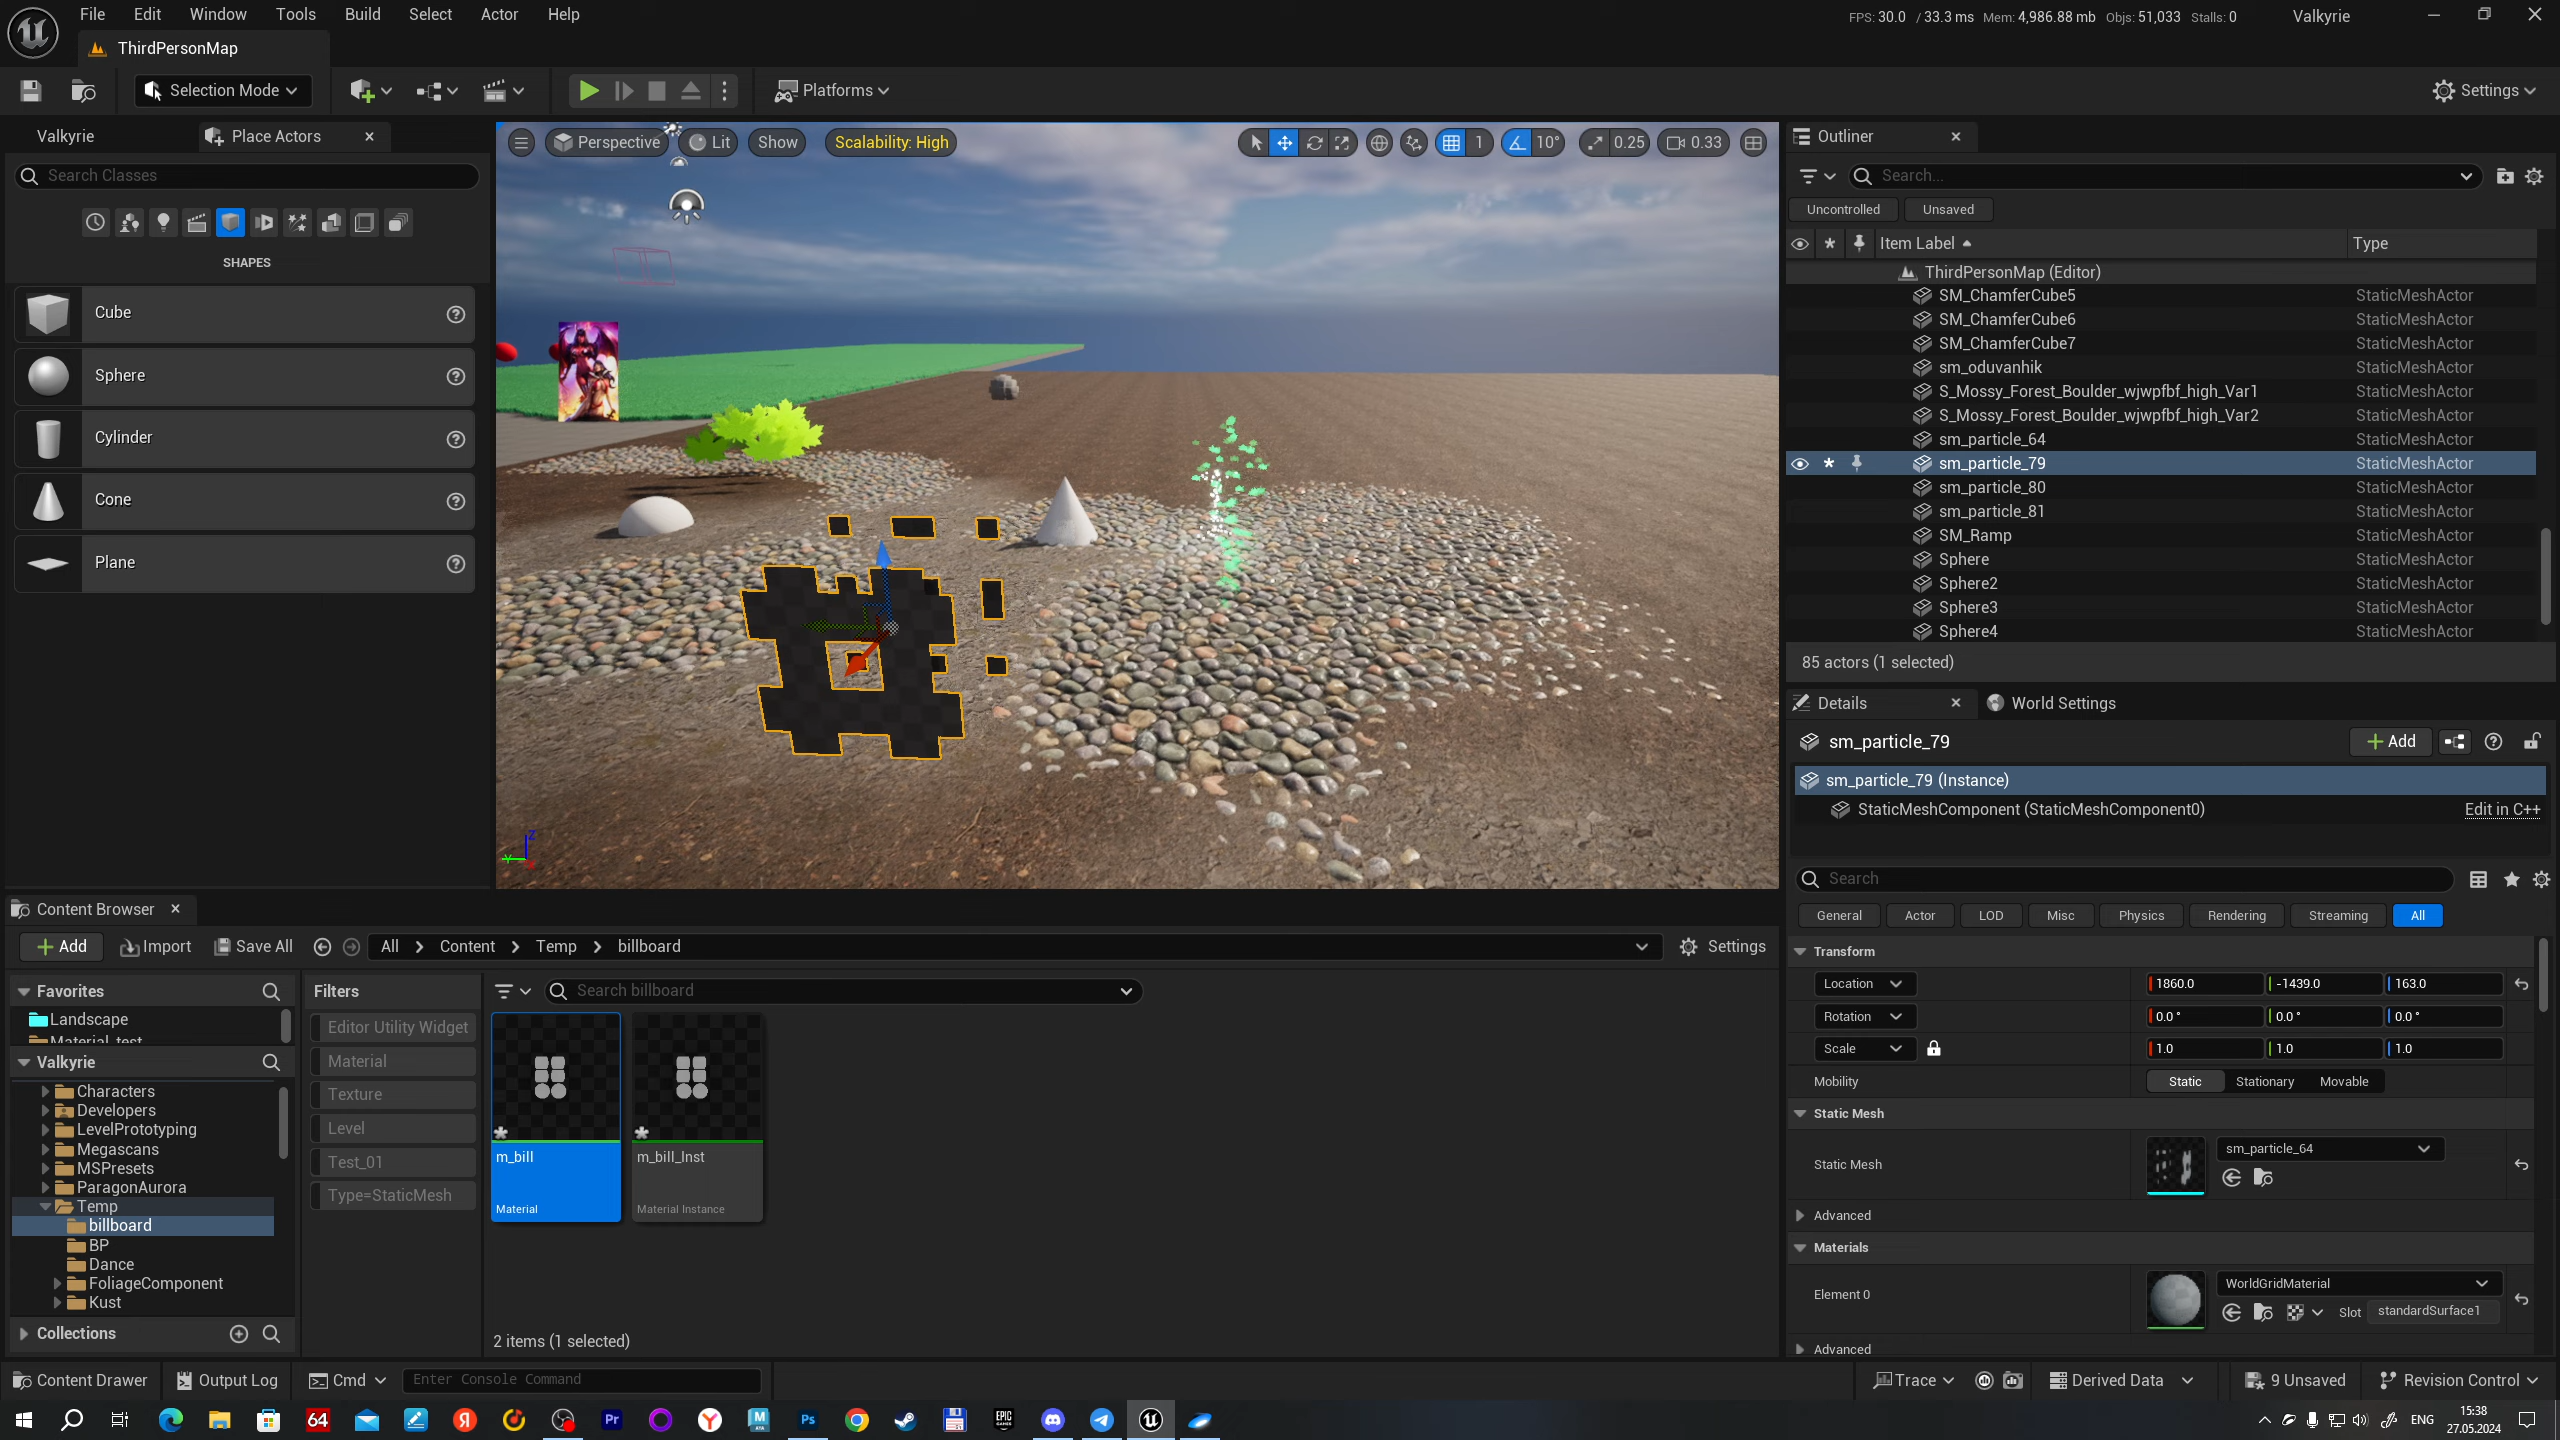 File Edit Window Tools Build Select Actor Help
FPS: 30.0 / 33.3 ms Mem: 4,986.88 mb Objs: 51,033 Stalls: 0 Valkyrie
ThirdPersonMap
Selection Mode
Platforms
Settings
Valkyrie
Place Actors
Search Classes
SHAPES
Cube
Sphere
Cylinder
Cone
Plane
Perspective Lit Show Scalability: High
1 10° 0.25 0.33
Outliner
Search...
Uncontrolled Unsaved
Item Label Type
ThirdPersonMap (Editor)
SM_ChamferCube5 StaticMeshActor
SM_ChamferCube6 StaticMeshActor
SM_ChamferCube7 StaticMeshActor
sm_oduvanhik StaticMeshActor
S_Mossy_Forest_Boulder_wjwpfbf_high_Var1 StaticMeshActor
S_Mossy_Forest_Boulder_wjwpfbf_high_Var2 StaticMeshActor
sm_particle_64 StaticMeshActor
sm_particle_79 StaticMeshActor
sm_particle_80 StaticMeshActor
sm_particle_81 StaticMeshActor
SM_Ramp StaticMeshActor
Sphere StaticMeshActor
Sphere2 StaticMeshActor
Sphere3 StaticMeshActor
Sphere4 StaticMeshActor
85 actors (1 selected)
Details
World Settings
sm_particle_79
Add
sm_particle_79 (Instance)
StaticMeshComponent (StaticMeshComponent0) Edit in C++
Search
General Actor LOD Misc Physics Rendering Streaming All
Transform
Location 1860.0 -1439.0 163.0
Rotation 0.0 ° 0.0 ° 0.0 °
Scale 1.0 1.0 1.0
Mobility Static Stationary Movable
Static Mesh
Static Mesh sm_particle_64
Advanced
Materials
Element 0 WorldGridMaterial
Slot standardSurface1
Advanced
Z
Y
Content Browser
Add Import Save All All Content Temp billboard Settings
Favorites
Landscape
Material_test
Valkyrie
Characters
Developers
LevelPrototyping
Megascans
MSPresets
ParagonAurora
Temp
billboard
BP
Dance
FoliageComponent
Kust
Collections
Filters
Editor Utility Widget
Material
Texture
Level
Test_01
Type=StaticMesh
Search billboard
m_bill
Material
m_bill_Inst
Material Instance
2 items (1 selected)
Content Drawer Output Log Cmd Enter Console Command
Trace Derived Data 9 Unsaved Revision Control
64 Я Pr Y M Ps EPIC GAMES
ENG
15:38
27.05.2024